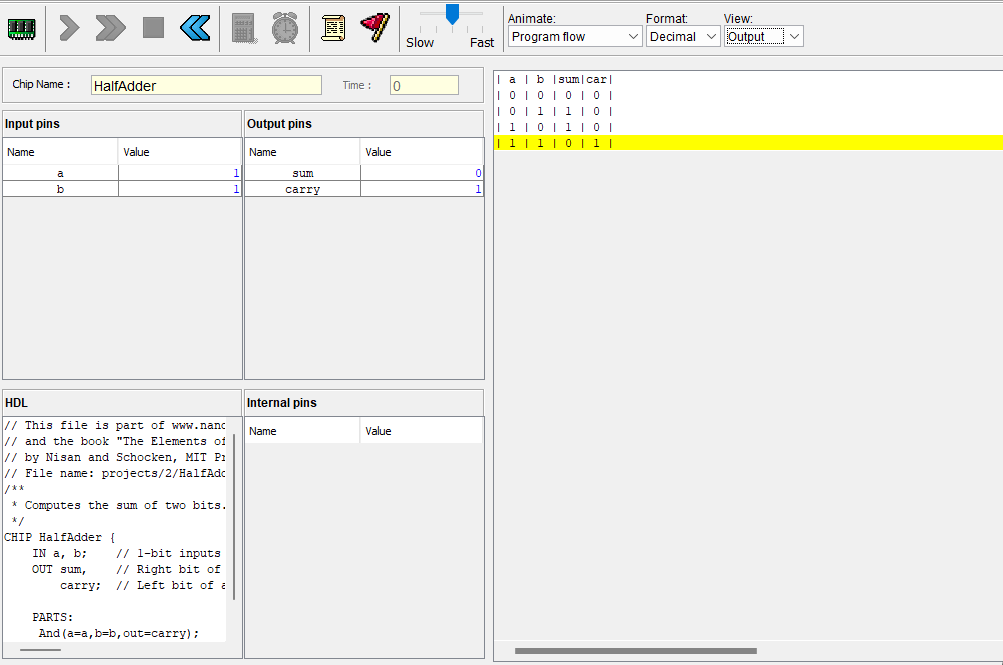 Slow Fast
Animate: Format: View:
Program flow Decimal Output
Chip Name : HalfAdder Time : 0
Input pins
Name Value
a 1
b 1
Output pins
Name Value
sum 0
carry 1
HDL
// This file is part of www.nand
// and the book "The Elements of
// by Nisan and Schocken, MIT Pr
// File name: projects/2/HalfAdd
/**
* Computes the sum of two bits.
*/
CHIP HalfAdder {
IN a, b; // 1-bit inputs
OUT sum, // Right bit of
carry; // Left bit of a
PARTS:
And(a=a,b=b,out=carry);
Internal pins
Name Value
| a | b |sum|car|
| 0 | 0 | 0 | 0 |
| 0 | 1 | 1 | 0 |
| 1 | 0 | 1 | 0 |
| 1 | 1 | 0 | 1 |